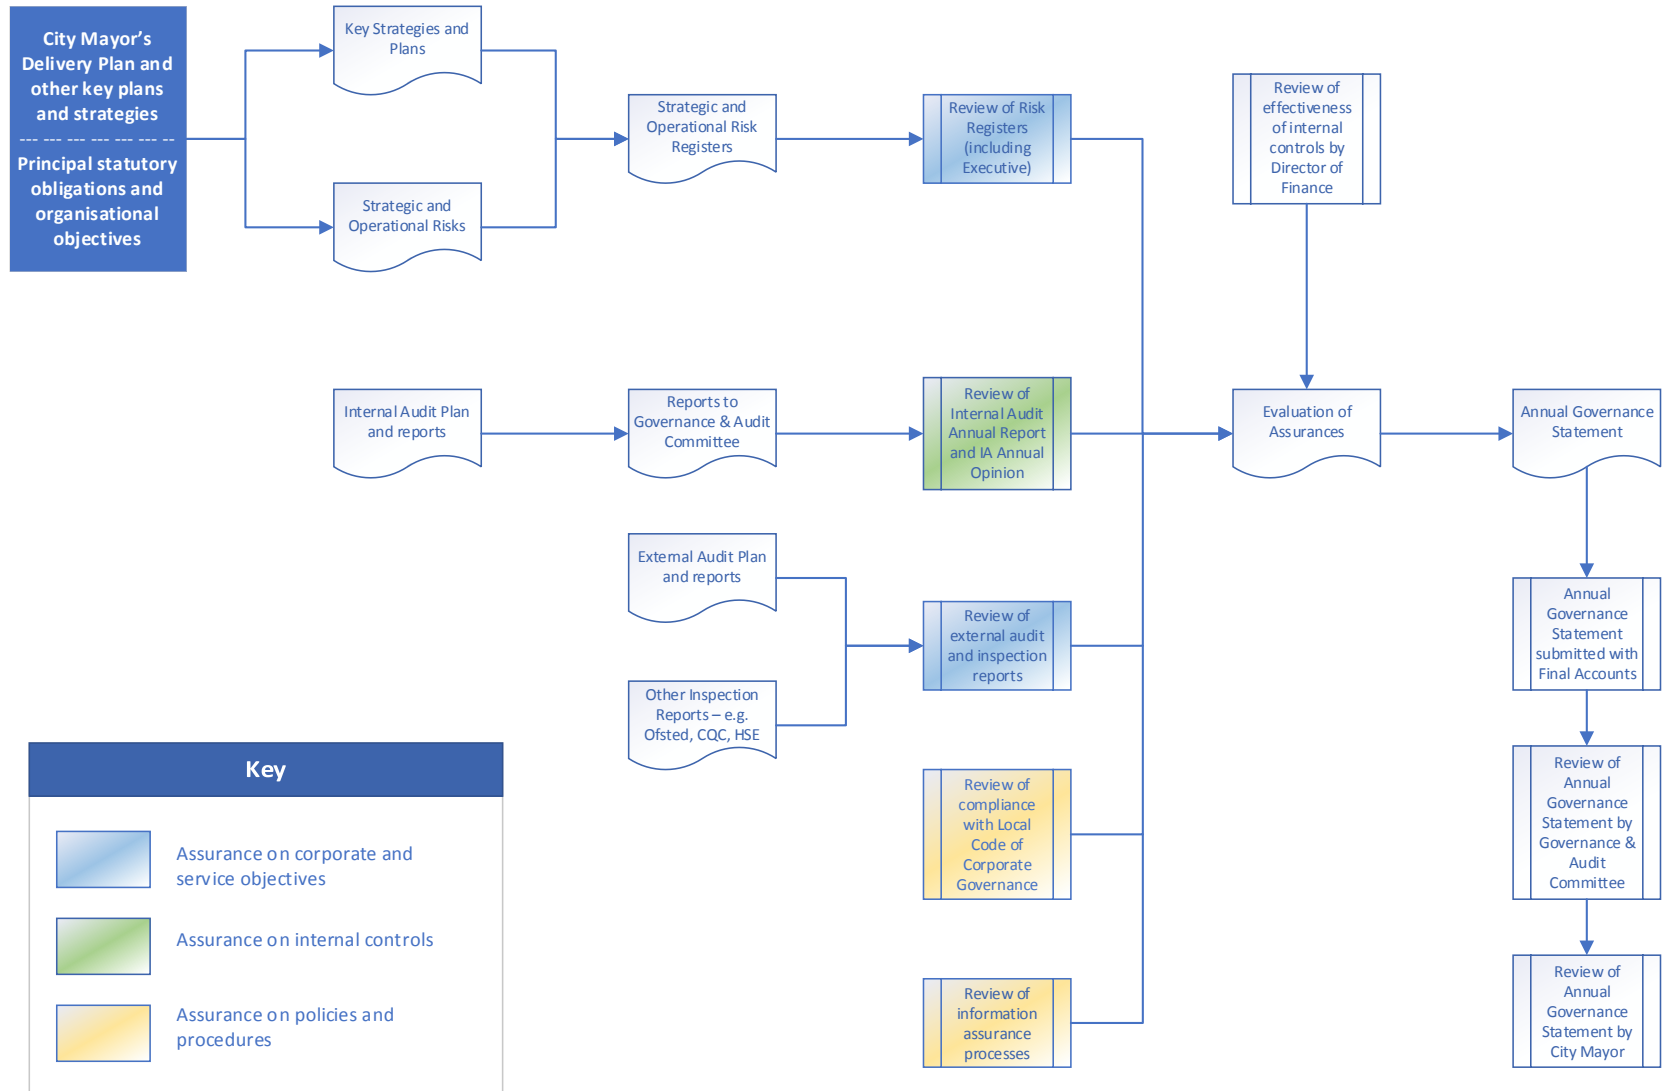 City Mayor’s
Delivery Plan and
other key plans
and strategies
Principal statutory
obligations and
organisational
objectives
Key Strategies and
Plans
Strategic and
Operational Risks
Strategic and
Operational Risk
Registers
Review of Risk
Registers
(including
Executive)
Review of
effectiveness
of internal
controls by
Director of
Finance
Internal Audit Plan
and reports
Reports to
Governance & Audit
Committee
Review of
Internal Audit
Annual Report
and IA Annual
Opinion
Evaluation of
Assurances
Annual Governance
Statement
External Audit Plan
and reports
Other Inspection
Reports – e.g.
Ofsted, CQC, HSE
Review of
external audit
and inspection
reports
Annual
Governance
Statement
submitted with
Final Accounts
Review of
compliance
with Local
Code of
Corporate
Governance
Review of
Annual
Governance
Statement by
Governance &
Audit
Committee
Review of
information
assurance
processes
Review of
Annual
Governance
Statement by
City Mayor
Key
Assurance on corporate and
service objectives
Assurance on internal controls
Assurance on policies and
procedures